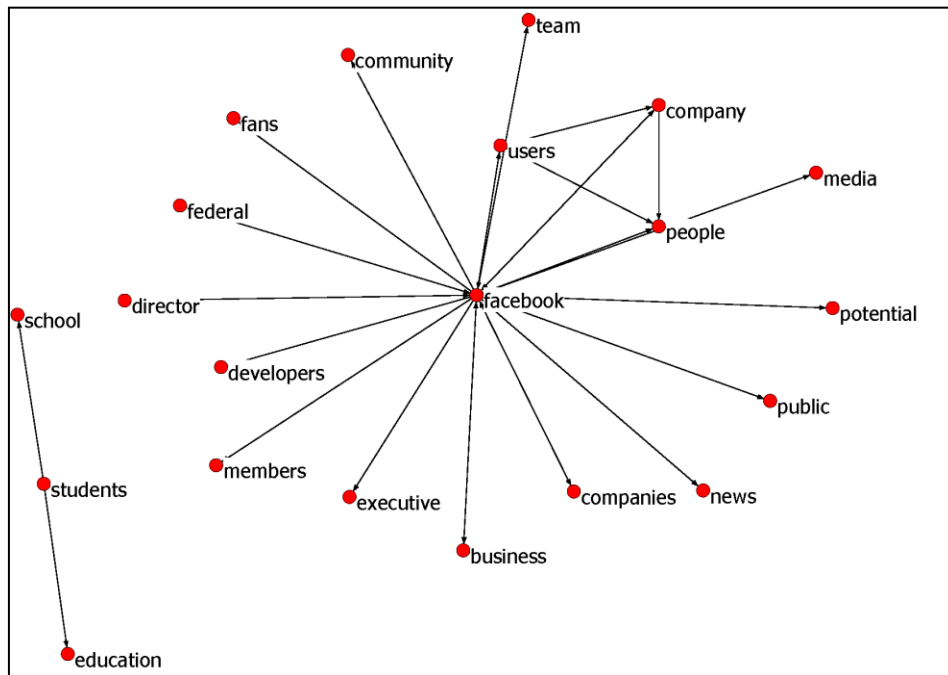 team
community
company
fans
users
media
federal
people
director
facebook
school
potential
developers
public
members
students
executive
companies
news
business
education